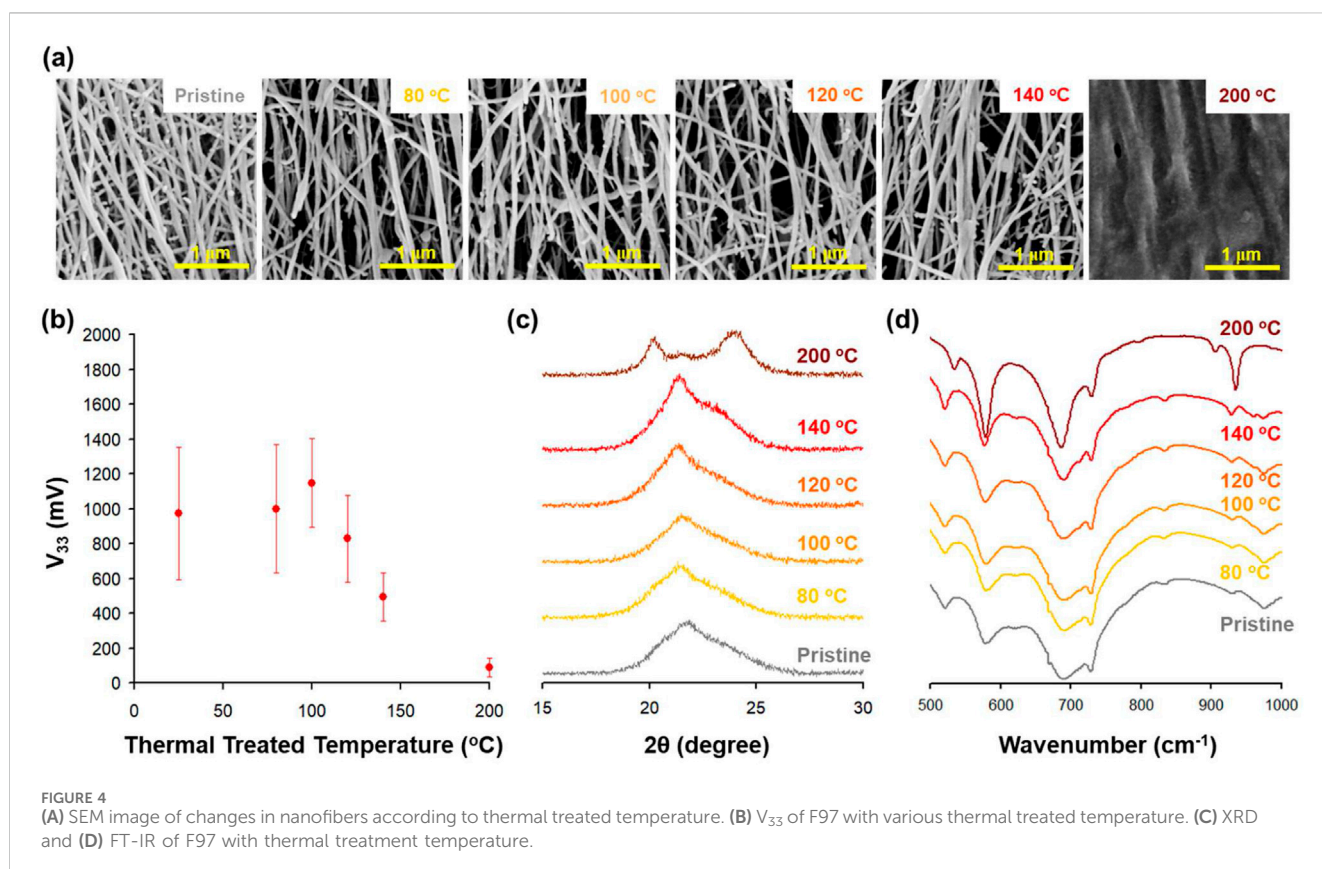 (a)
Pristine
80 °C
100 °C
120 °C
140 °C
200 °C
1 μm
1 μm
1 μm
1 μm
1 μm
1 μm
(b)
2000
1800
1600
1400
1200
1000
800
600
400
200
0
V33 (mV)
0
50
100
150
200
Thermal Treated Temperature (°C)
(c)
200 °C
140 °C
120 °C
100 °C
80 °C
Pristine
15
20
25
30
2θ (degree)
(d)
200 °C
140 °C
120 °C
100 °C
80 °C
Pristine
500
600
700
800
900
1000
Wavenumber (cm-1)
FIGURE 4
(A) SEM image of changes in nanofibers according to thermal treated temperature. (B) V33 of F97 with various thermal treated temperature. (C) XRD
and (D) FT-IR of F97 with thermal treatment temperature.